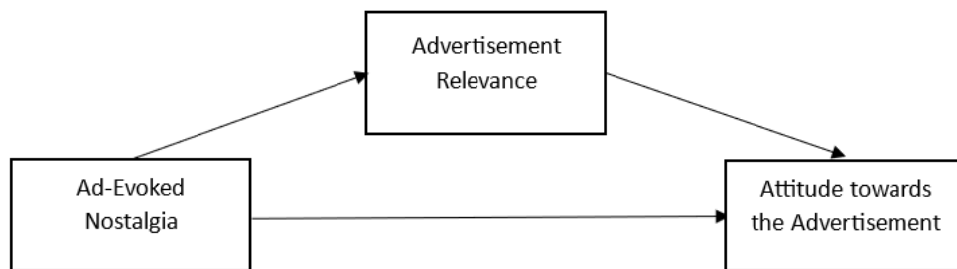 Advertisement
Relevance
Ad-Evoked
Nostalgia
Attitude towards
the Advertisement